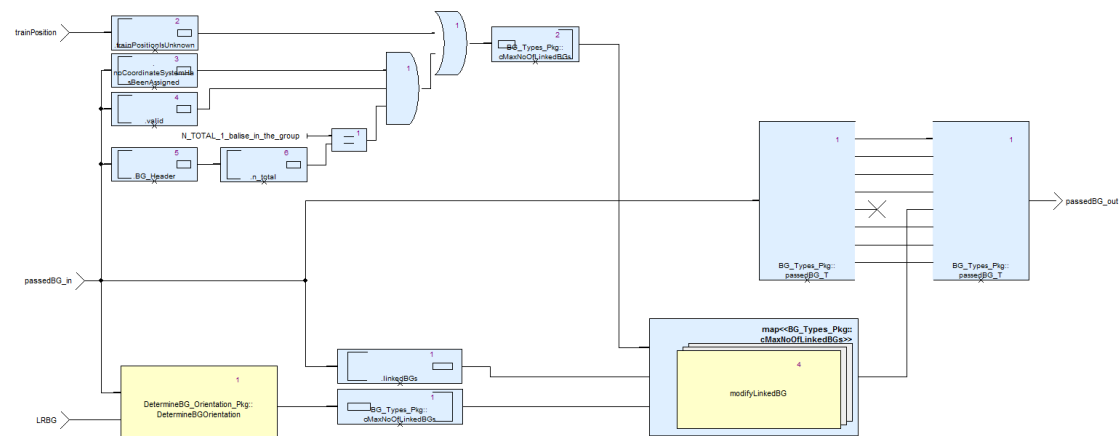 2
trainPosition
.trainPositionIsUnknown
1
2
BG_Types_Pkg::
cMaxNoOfLinkedBGs
3
noCoordinateSystemHa
sBeenAssigned
1
4
.valid
N_TOTAL_1_balise_in_the_group
1
5
.BG_Header
6
.n_total
1
1
passedBG_out
BG_Types_Pkg::
passedBG_T
BG_Types_Pkg::
passedBG_T
passedBG_in
map<<BG_Types_Pkg::
cMaxNoOfLinkedBGs>>
1
.linkedBGs
4
modifyLinkedBG
1
DetermineBG_Orientation_Pkg::
DetermineBGOrientation
1
BG_Types_Pkg::
cMaxNoOfLinkedBGs
LRBG